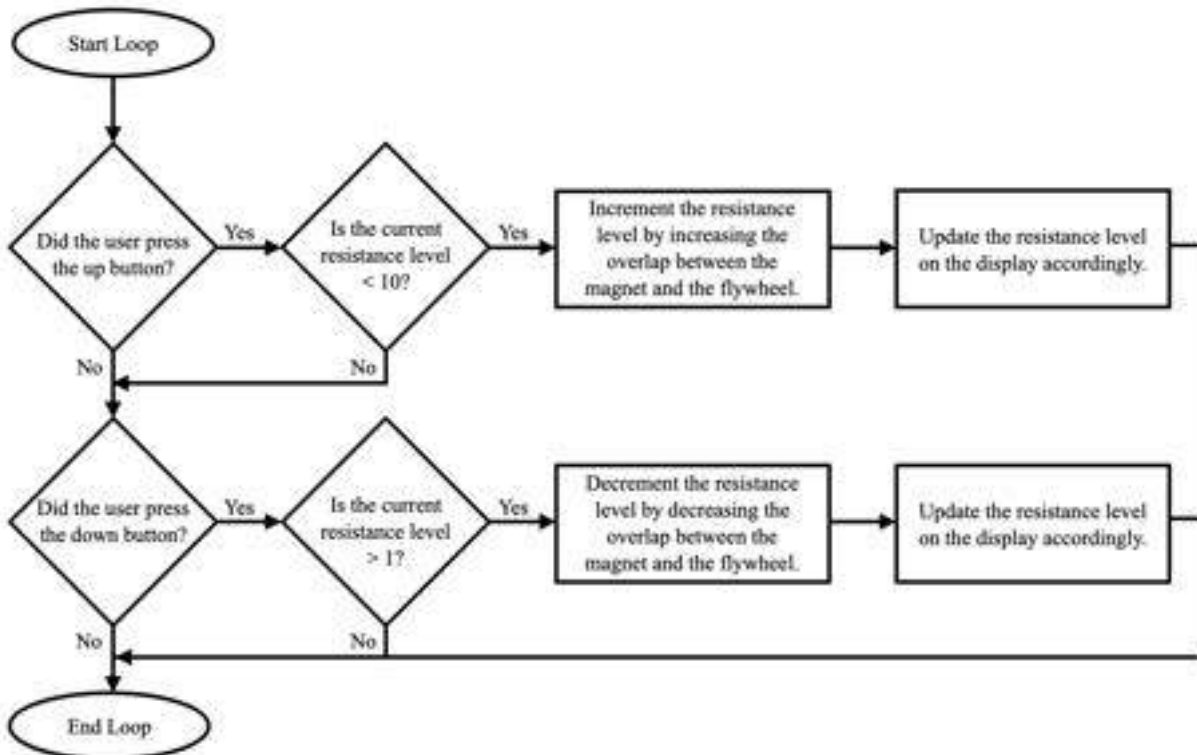 Start Loop
Did the user press
the up button?
Yes
Is the current
resistance level
< 10?
Yes
Increment the resistance
level by increasing the
overlap between the
magnet and the flywheel.
Update the resistance level
on the display accordingly.
No
No
Did the user press
the down button?
Yes
Is the current
resistance level
> 1?
Yes
Decrement the resistance
level by decreasing the
overlap between the
magnet and the flywheel.
Update the resistance level
on the display accordingly.
No
No
End Loop